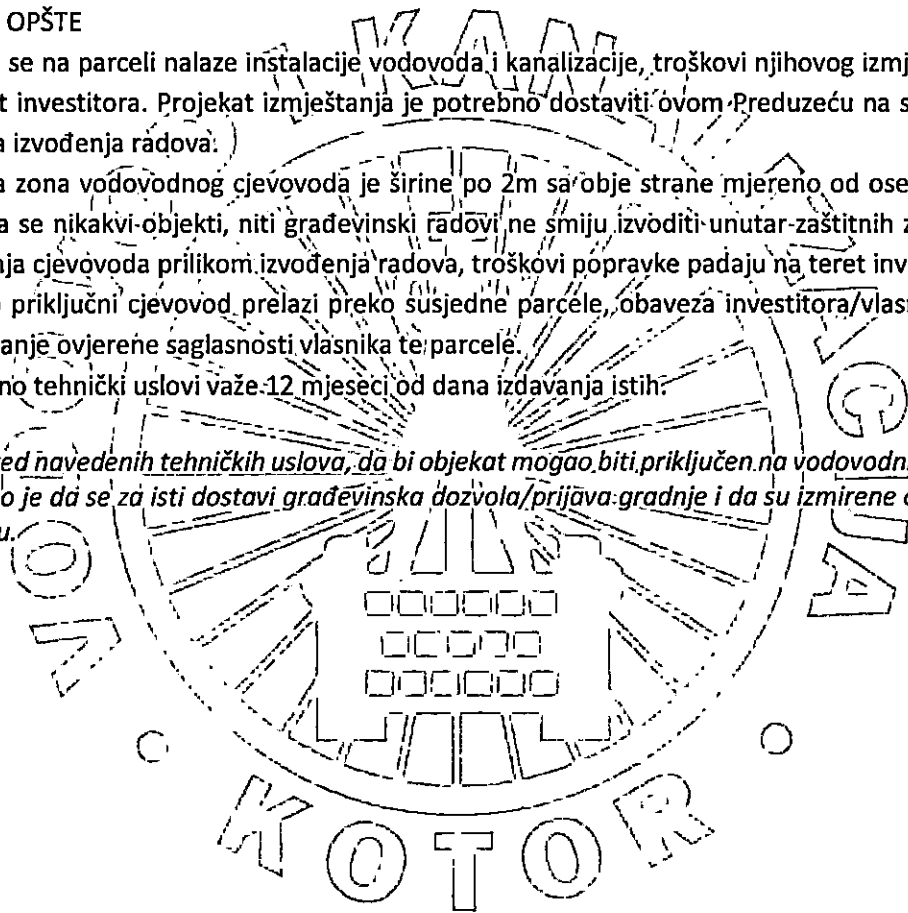 OPŠTE
se na parceli nalaze instalacije vodovoda i kanalizacije, troškovi njihovog izmj
t investitora. Projekat izmještanja je potrebno dostaviti ovom Preduzeću na s
a izvođenja radova.
a zona vodovodnog cjevovoda je širine po 2m sa obje strane mjereno od ose
a se nikakvi objekti, niti građevinski radovi ne smiju izvoditi unutar zaštitnih z
nja cjevovoda prilikom izvođenja radova, troškovi popravke padaju na teret inv
priključni cjevovod prelazi preko susjedne parcele, obaveza investitora/vlas
anje ovjerene saglasnosti vlasnika te parcele.
no tehnički uslovi važe 12 mjeseci od dana izdavanja istih.
ed navedenih tehničkih uslova, da bi objekat mogao biti priključen na vodovodn
o je da se za isti dostavi građevinska dozvola/prijava gradnje i da su izmirene
u.
KOTOR